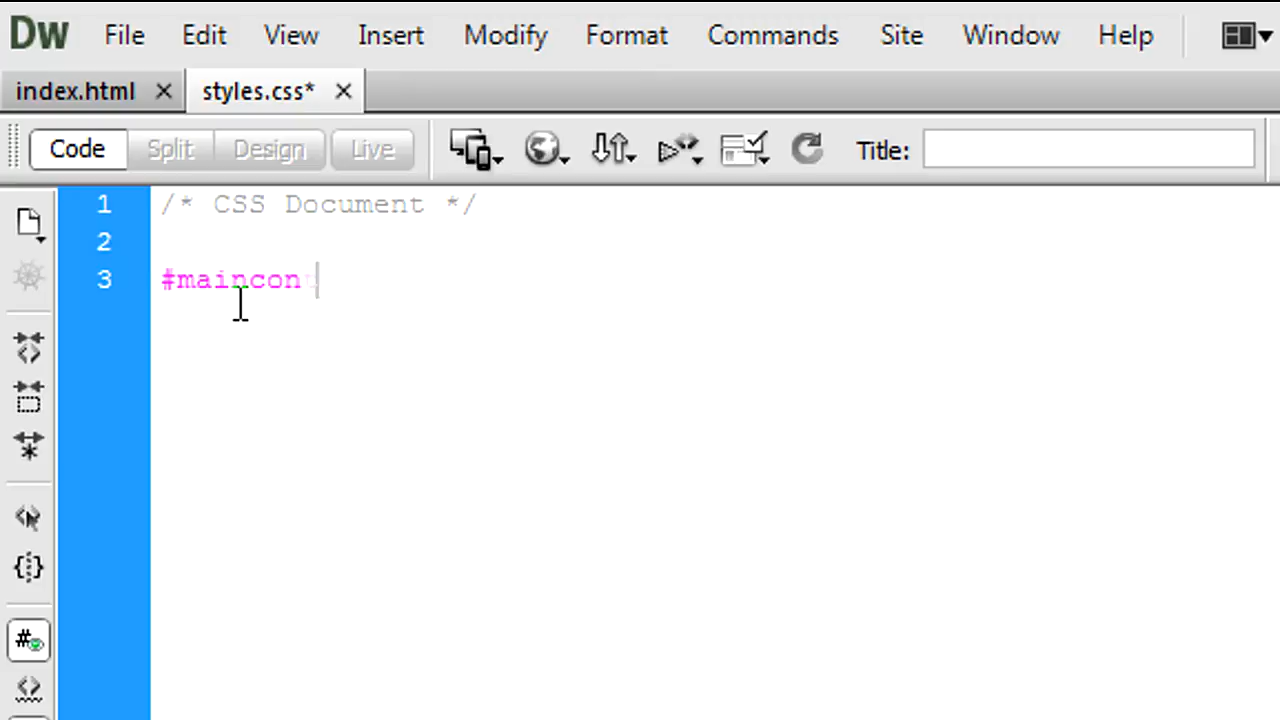 Dw File Edit View Insert Modify Format Commands Site Window Help
index.html styles.css*
Code Split Design Live Title:
1 /* CSS Document */
2
3 #maincon